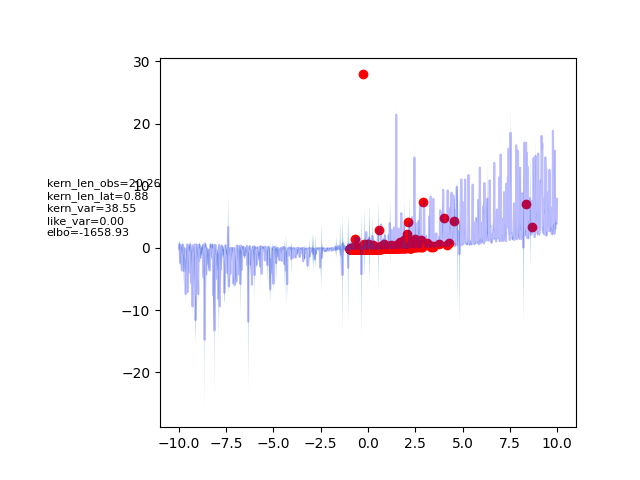 30
20
10
0
−10
−20
kern_len_obs=20.26
kern_len_lat=0.88
kern_var=38.55
like_var=0.00
elbo=-1658.93
−10.0 −7.5 −5.0 −2.5 0.0 2.5 5.0 7.5 10.0